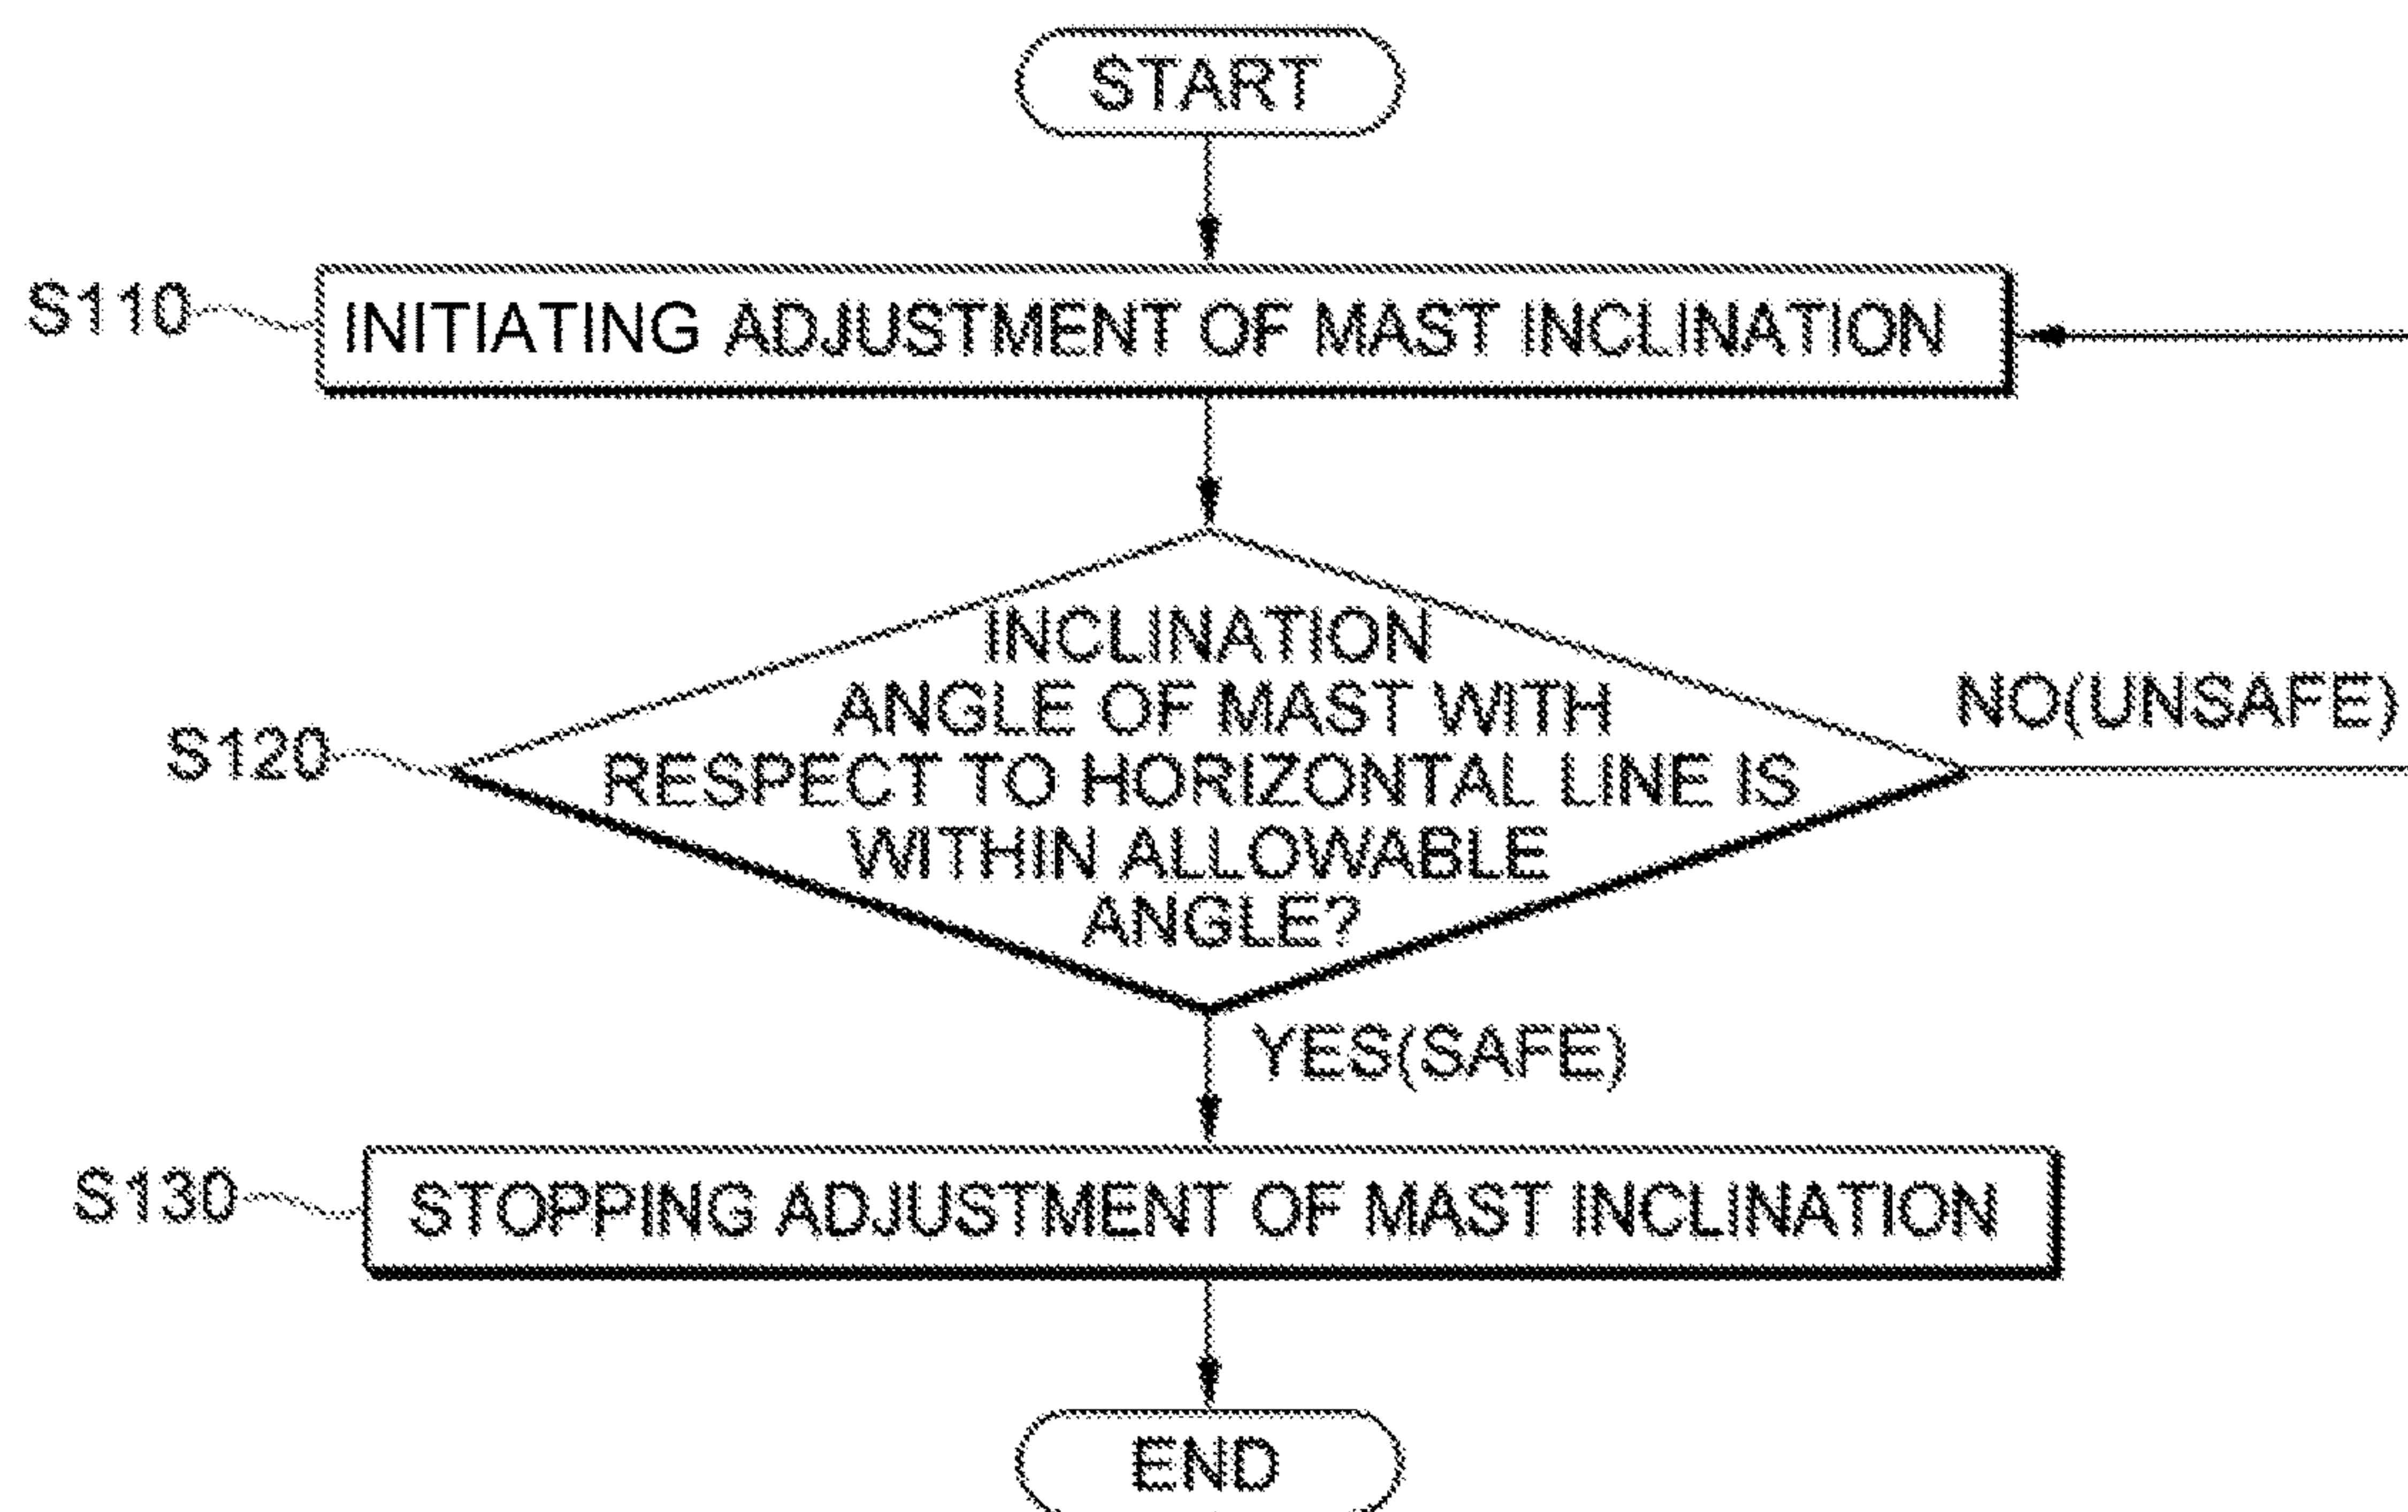 START
S110
INITIATING ADJUSTMENT OF MAST INCLINATION
INCLINATION
ANGLE OF MAST WITH
RESPECT TO HORIZONTAL LINE IS
WITHIN ALLOWABLE
ANGLE?
S120
NO(UNSAFE)
YES(SAFE)
S130
STOPPING ADJUSTMENT OF MAST INCLINATION
END